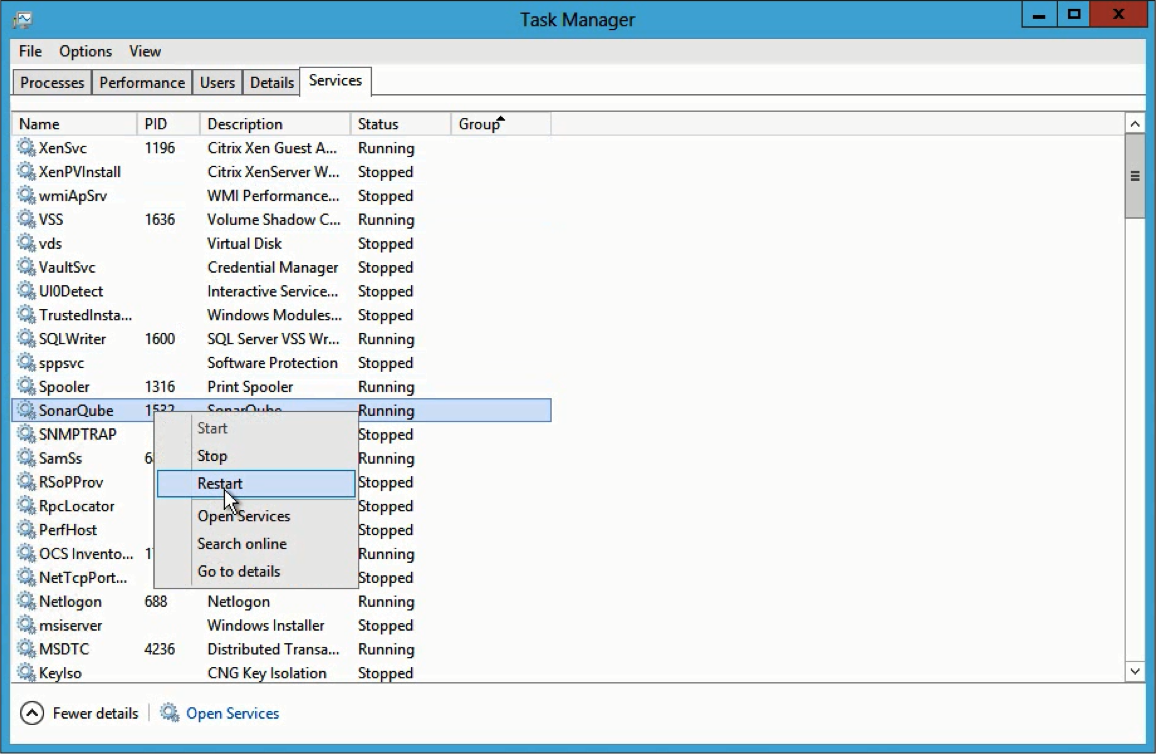 Task Manager
File Options View
Processes Performance Users Details Services
Name PID Description Status Group
XenSvc 1196 Citrix Xen Guest A... Running
XenPVInstall Citrix XenServer W... Stopped
wmiApSrv WMI Performance... Stopped
VSS 1636 Volume Shadow C... Running
vds Virtual Disk Stopped
VaultSvc Credential Manager Stopped
UI0Detect Interactive Service... Stopped
TrustedInsta... Windows Modules... Stopped
SQLWriter 1600 SQL Server VSS Wr... Running
sppsvc Software Protection Stopped
Spooler 1316 Print Spooler Running
SonarQube 1532 SonarQube Running
Start
SNMPTRAP Stopped
Stop
SamSs Running
Restart
RSoPProv Stopped
RpcLocator Stopped
Open Services
PerfHost Stopped
Search online
OCS Invento... Running
Go to details
NetTcpPort... Stopped
Netlogon 688 Netlogon Running
msiserver Windows Installer Stopped
MSDTC 4236 Distributed Transa... Running
KeyIso CNG Key Isolation Stopped
Fewer details Open Services